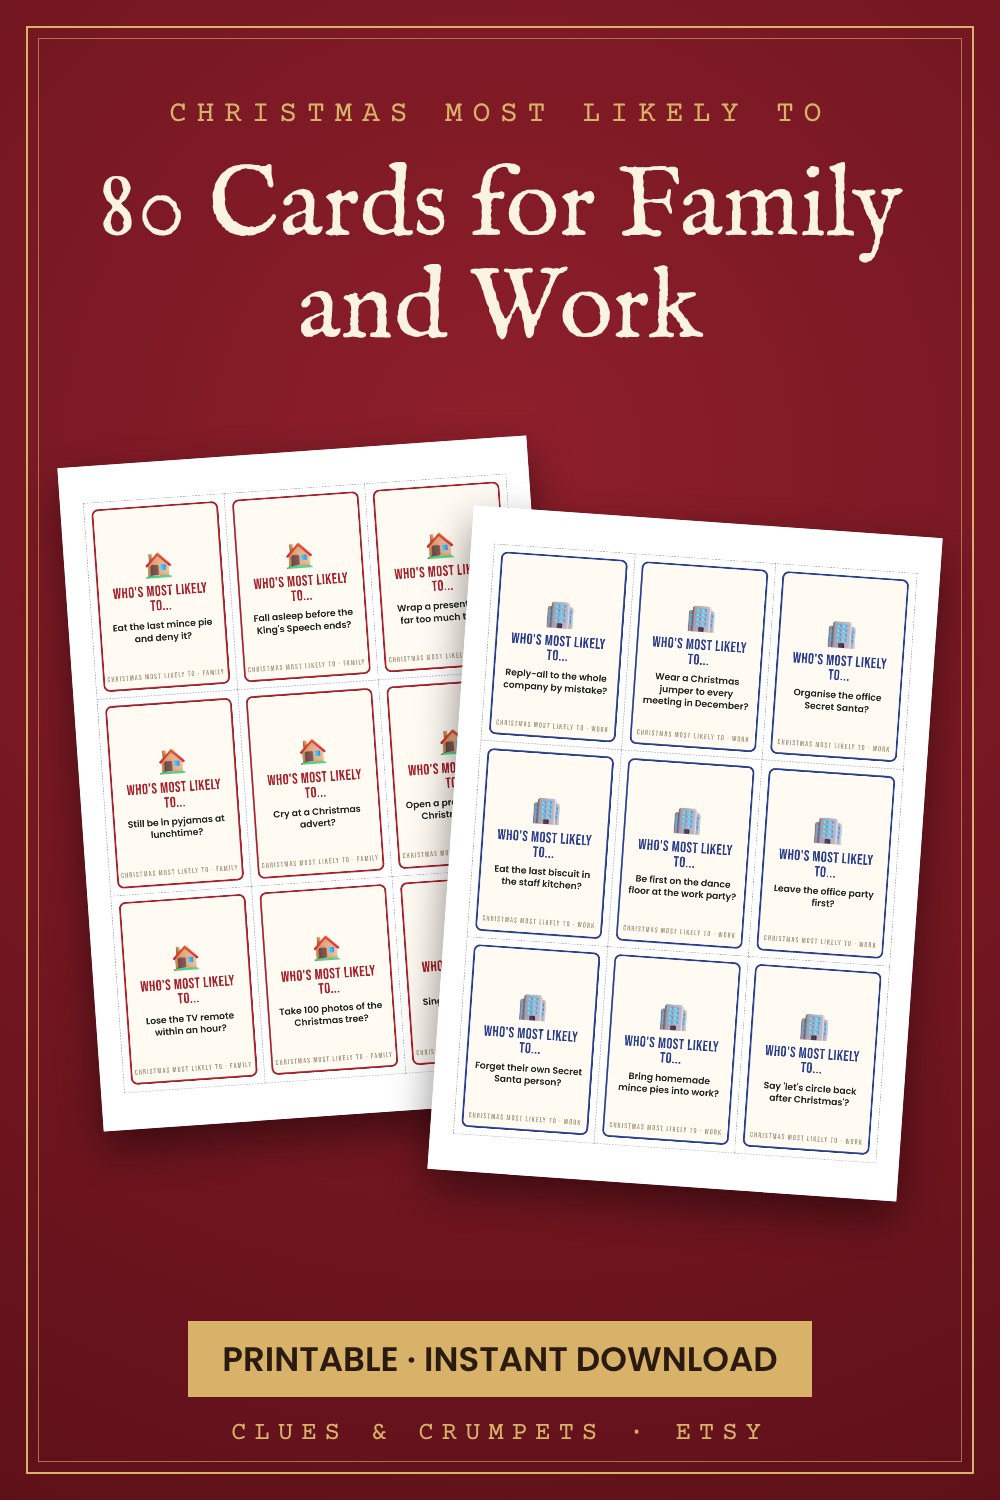 CHRISTMAS MOST LIKELY TO
80 Cards for Family
and Work
WHO'S MOST LIKELY
TO...
Eat the last mince pie
and deny it?
CHRISTMAS MOST LIKELY TO · FAMILY
WHO'S MOST LIKELY
TO...
Fall asleep before the
King's Speech ends?
CHRISTMAS MOST LIKELY TO · FAMILY
WHO'S MOST
TO...
Wrap a present
far too much
CHRISTMAS MOST
WHO'S MOST LIKELY
TO...
Still be in pyjamas at
lunchtime?
CHRISTMAS MOST LIKELY TO · FAMILY
WHO'S MOST LIKELY
TO...
Cry at a Christmas
advert?
CHRISTMAS MOST LIKELY TO · FAMILY
WHO'S
Open a
CHRISTMAS
WHO'S MOST LIKELY
TO...
Lose the TV remote
within an hour?
CHRISTMAS MOST LIKELY TO · FAMILY
WHO'S MOST LIKELY
TO...
Take 100 photos of the
Christmas tree?
CHRISTMAS MOST LIKELY TO · FAMILY
WHO'S MOST LIKELY
TO...
Reply-all to the whole
company by mistake?
CHRISTMAS MOST LIKELY TO · WORK
WHO'S MOST LIKELY
TO...
Wear a Christmas
jumper to every
meeting in December?
CHRISTMAS MOST LIKELY TO · WORK
WHO'S MOST LIKELY
TO...
Organise the office
Secret Santa?
CHRISTMAS MOST LIKELY TO · WORK
WHO'S MOST LIKELY
TO...
Eat the last biscuit in
the staff kitchen?
CHRISTMAS MOST LIKELY TO · WORK
WHO'S MOST LIKELY
TO...
Be first on the dance
floor at the work party?
CHRISTMAS MOST LIKELY TO · WORK
WHO'S MOST LIKELY
TO...
Leave the office party
first?
CHRISTMAS MOST LIKELY TO · WORK
WHO'S MOST LIKELY
TO...
Forget their own Secret
Santa person?
CHRISTMAS MOST LIKELY TO · WORK
WHO'S MOST LIKELY
TO...
Bring homemade
mince pies into work?
CHRISTMAS MOST LIKELY TO · WORK
WHO'S MOST LIKELY
TO...
Say 'let's circle back
after Christmas'?
CHRISTMAS MOST LIKELY TO · WORK
PRINTABLE · INSTANT DOWNLOAD
CLUES & CRUMPETS · ETSY